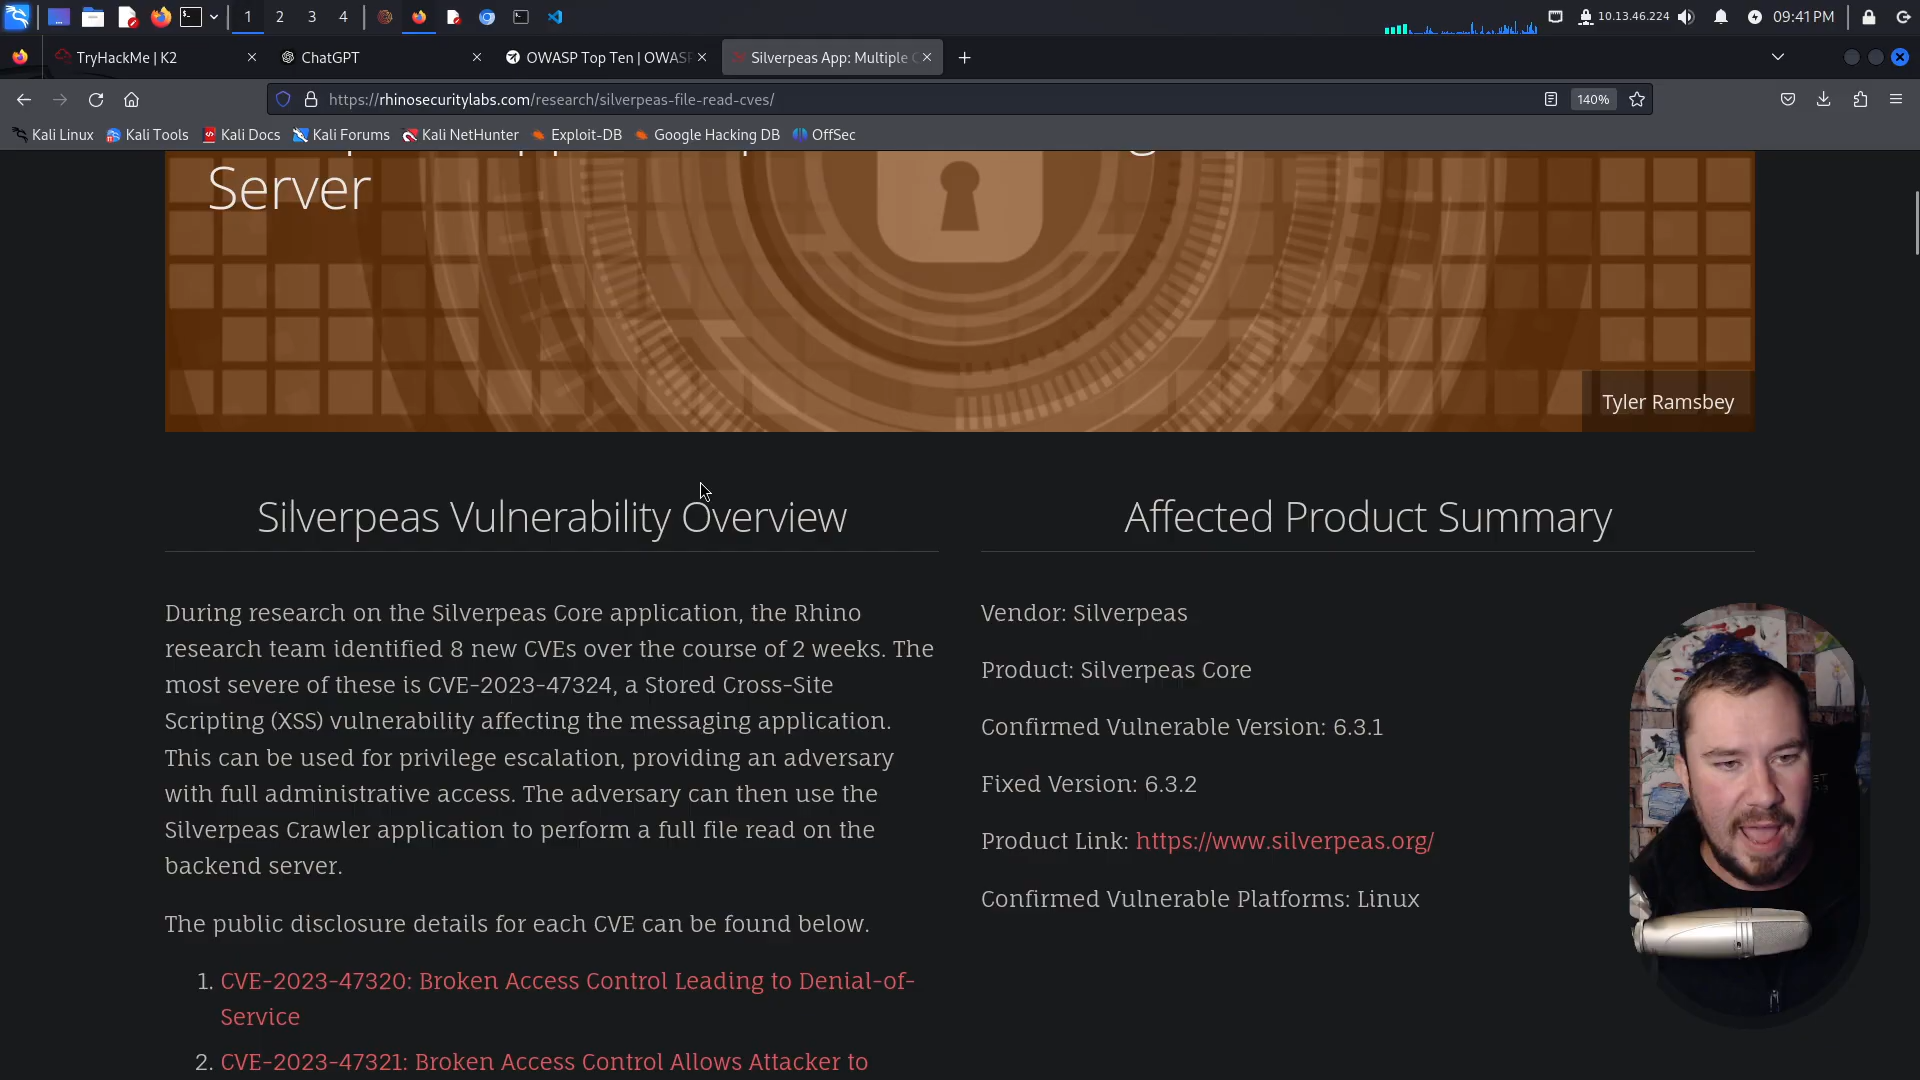 1 2 3 4 10.13.46.224 09:41 PM
TryHackMe | K2
ChatGPT
OWASP Top Ten | OWAS
Silverpeas App: Multiple
https://rhinosecuritylabs.com/research/silverpeas-file-read-cves/
140%
Kali Linux
Kali Tools
Kali Docs
Kali Forums
Kali NetHunter
Exploit-DB
Google Hacking DB
OffSec
Server
Tyler Ramsbey
Silverpeas Vulnerability Overview
During research on the Silverpeas Core application, the Rhino
research team identified 8 new CVEs over the course of 2 weeks. The
most severe of these is CVE-2023-47324, a Stored Cross-Site
Scripting (XSS) vulnerability affecting the messaging application.
This can be used for privilege escalation, providing an adversary
with full administrative access. The adversary can then use the
Silverpeas Crawler application to perform a full file read on the
backend server.
The public disclosure details for each CVE can be found below.
1. CVE-2023-47320: Broken Access Control Leading to Denial-of-
Service
2. CVE-2023-47321: Broken Access Control Allows Attacker to
Affected Product Summary
Vendor: Silverpeas
Product: Silverpeas Core
Confirmed Vulnerable Version: 6.3.1
Fixed Version: 6.3.2
Product Link: https://www.silverpeas.org/
Confirmed Vulnerable Platforms: Linux